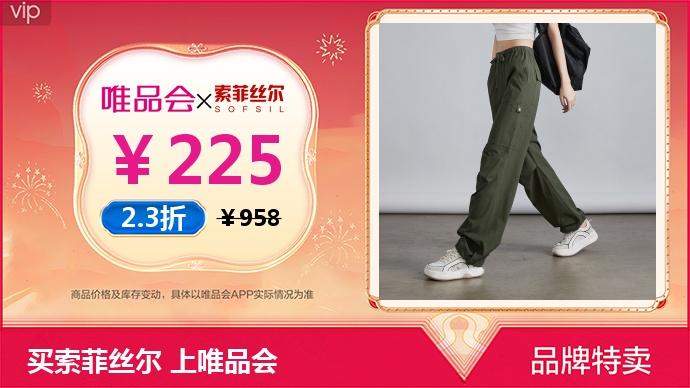 vip
唯品会×索菲丝尔
SOFSIL
￥225
2.3折 ￥958
商品价格及库存变动，具体以唯品会APP实际情况为准
买索菲丝尔 上唯品会
品牌特卖